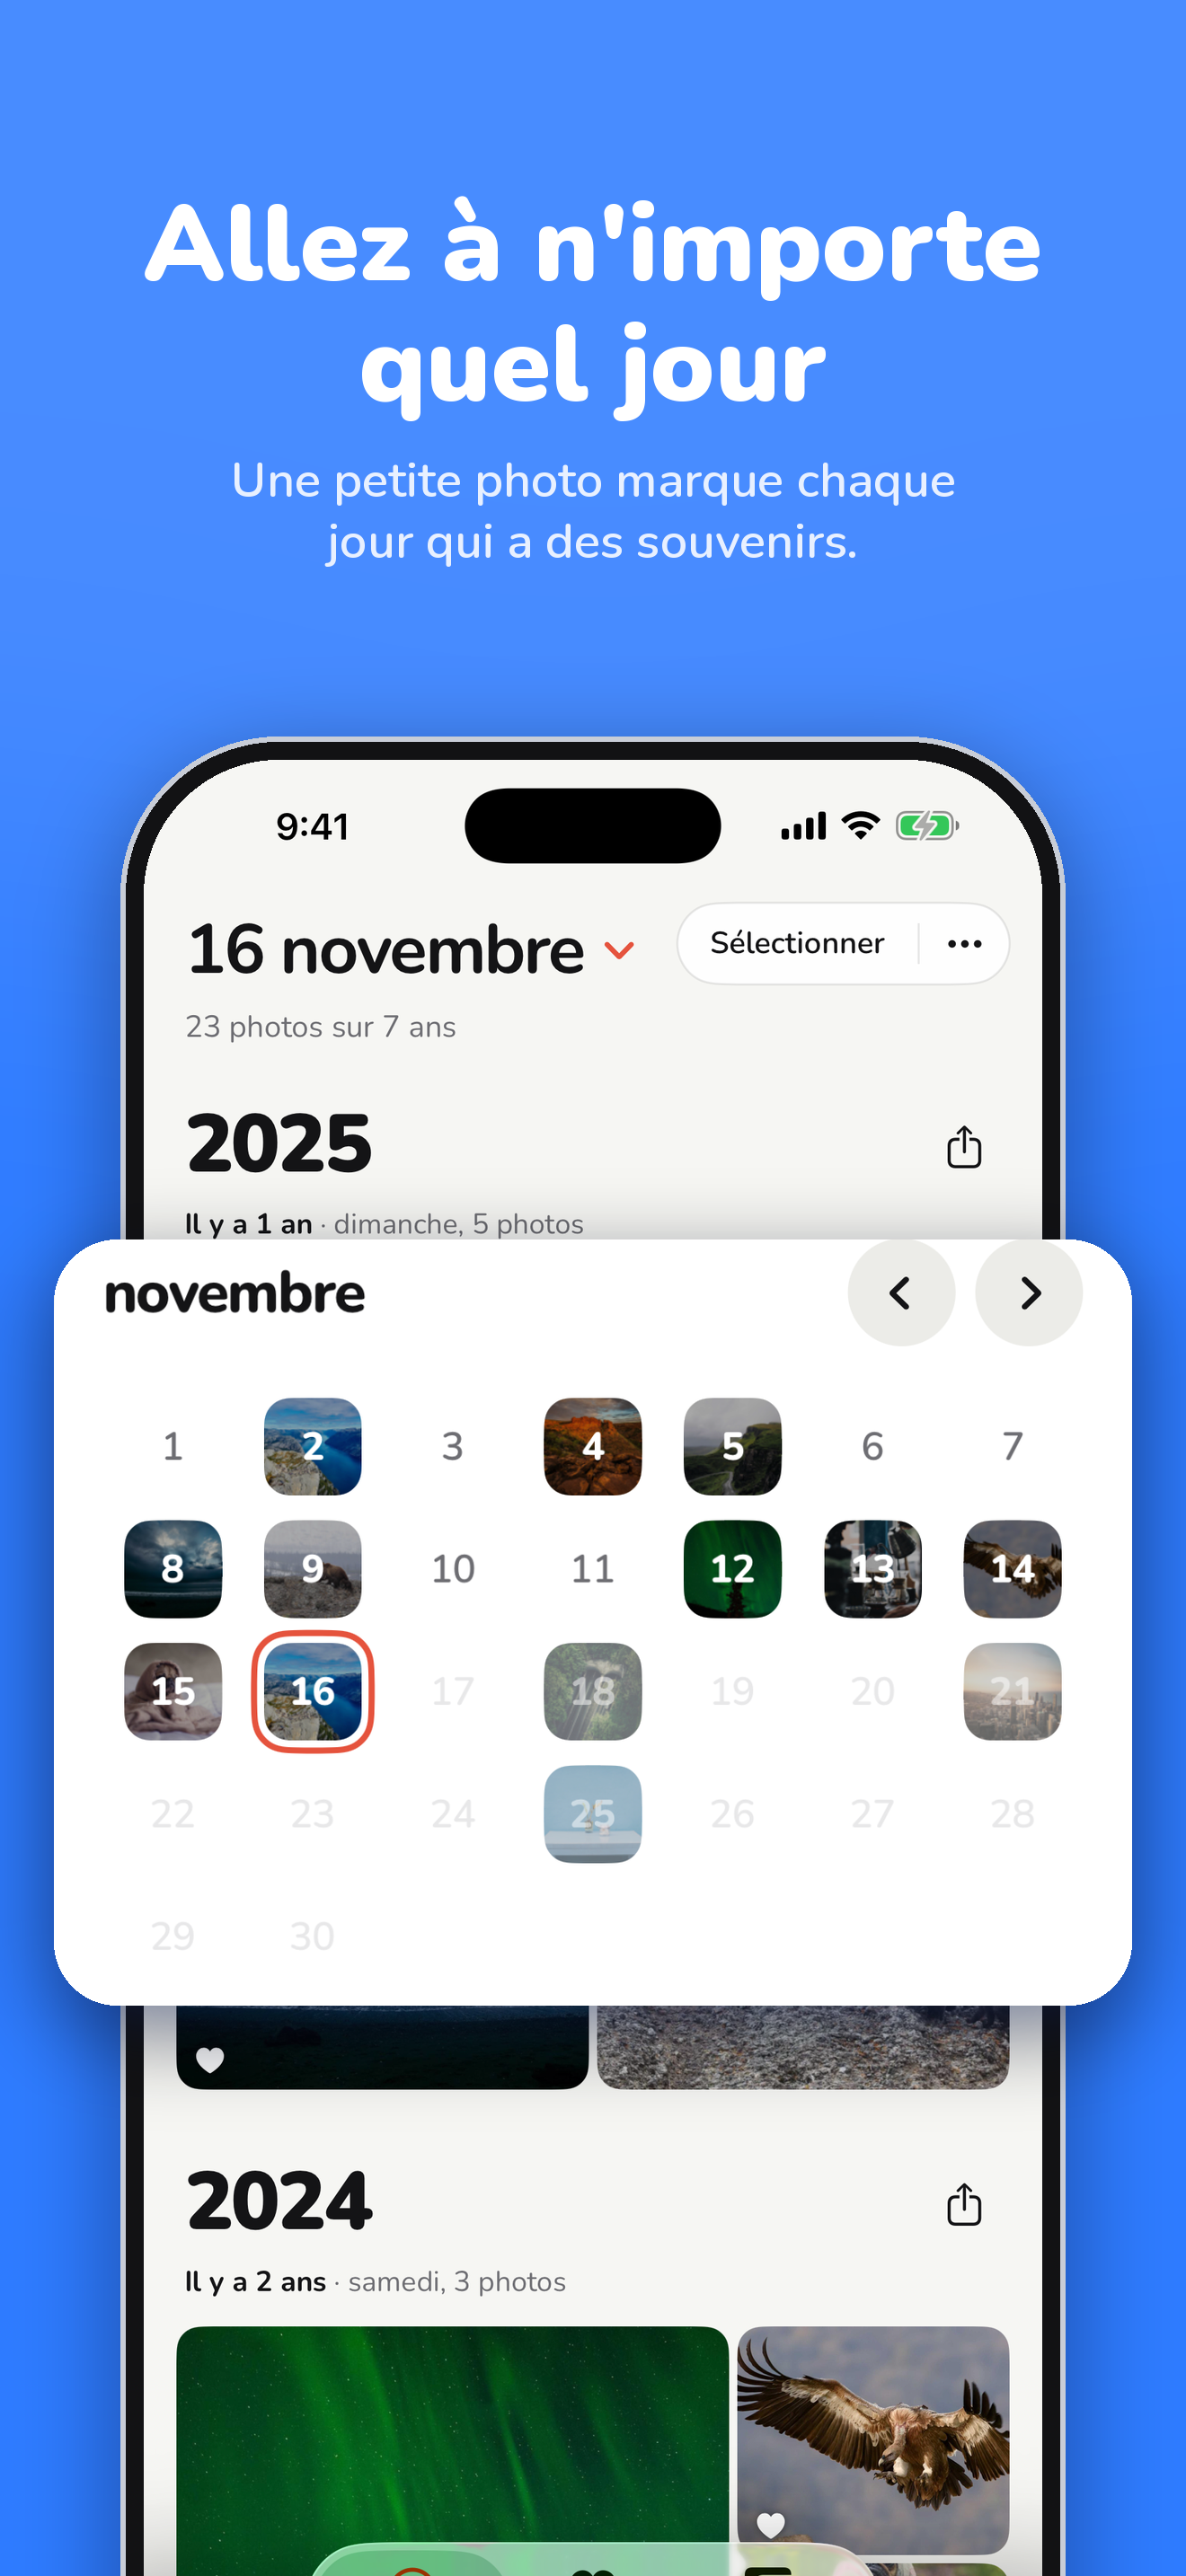 Allez à n'importe
quel jour
Une petite photo marque chaque
jour qui a des souvenirs.
9:41
16 novembre
Sélectionner
23 photos sur 7 ans
2025
Il y a 1 an · dimanche, 5 photos
novembre
1 2 3 4 5 6 7
8 9 10 11 12 13 14
15 16 17 18 19 20 21
22 23 24 25 26 27 28
29 30
2024
Il y a 2 ans · samedi, 3 photos